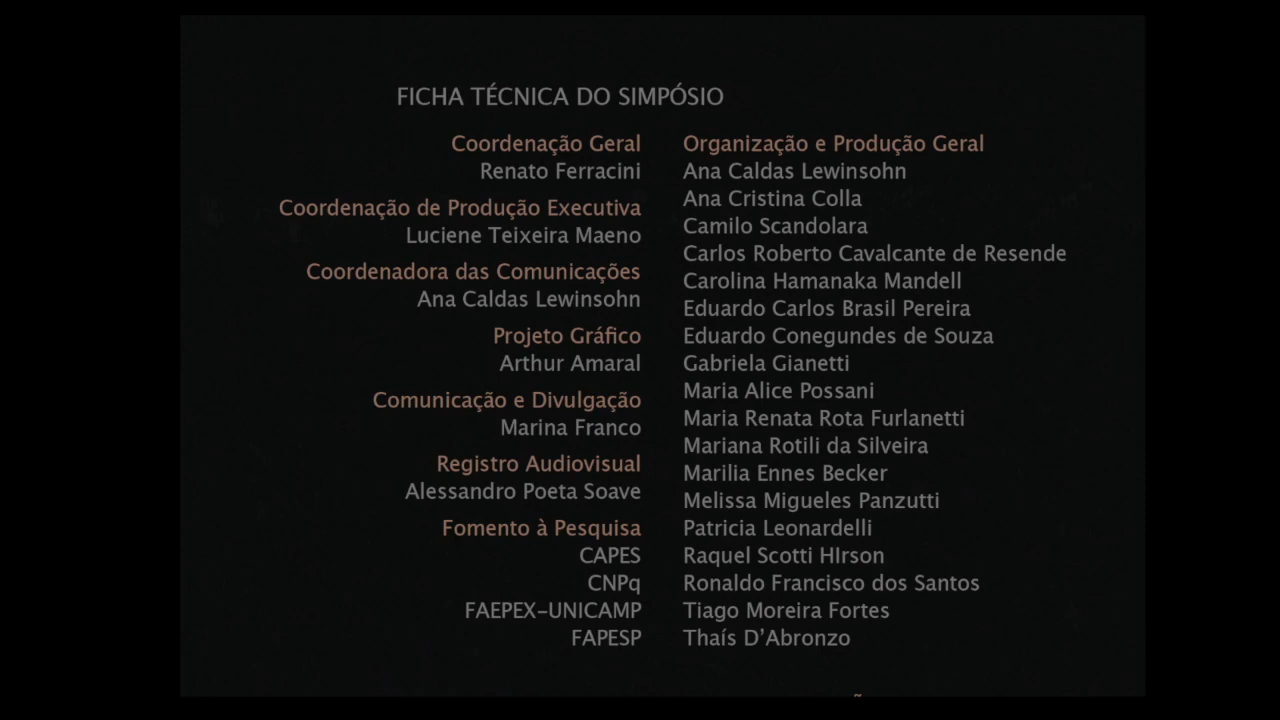 FICHA TÉCNICA DO SIMPÓSIO
Coordenação Geral
Renato Ferracini
Coordenação de Produção Executiva
Luciene Teixeira Maeno
Coordenadora das Comunicações
Ana Caldas Lewinsohn
Projeto Gráfico
Arthur Amaral
Comunicação e Divulgação
Marina Franco
Registro Audiovisual
Alessandro Poeta Soave
Fomento à Pesquisa
CAPES
CNPq
FAEPEX-UNICAMP
FAPESP
Organização e Produção Geral
Ana Caldas Lewinsohn
Ana Cristina Colla
Camilo Scandolara
Carlos Roberto Cavalcante de Resende
Carolina Hamanaka Mandell
Eduardo Carlos Brasil Pereira
Eduardo Conegundes de Souza
Gabriela Gianetti
Maria Alice Possani
Maria Renata Rota Furlanetti
Mariana Rotili da Silveira
Marilia Ennes Becker
Melissa Migueles Panzutti
Patricia Leonardelli
Raquel Scotti HIrson
Ronaldo Francisco dos Santos
Tiago Moreira Fortes
Thaís D’Abronzo